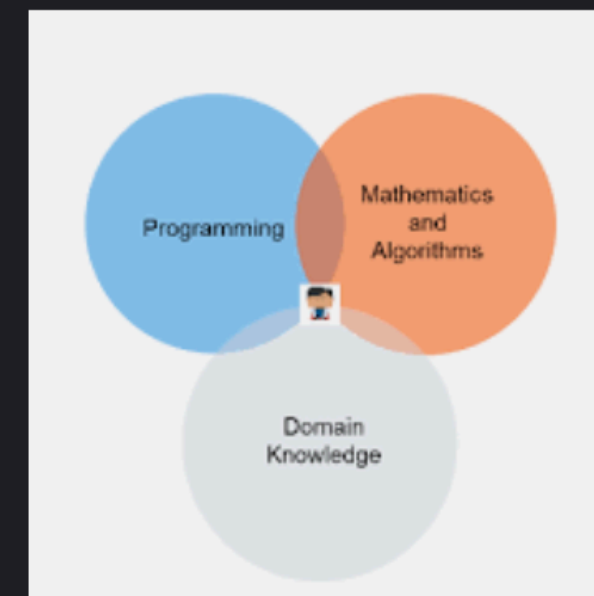 Programming
Mathematics
and
Algorithms
Domain
Knowledge